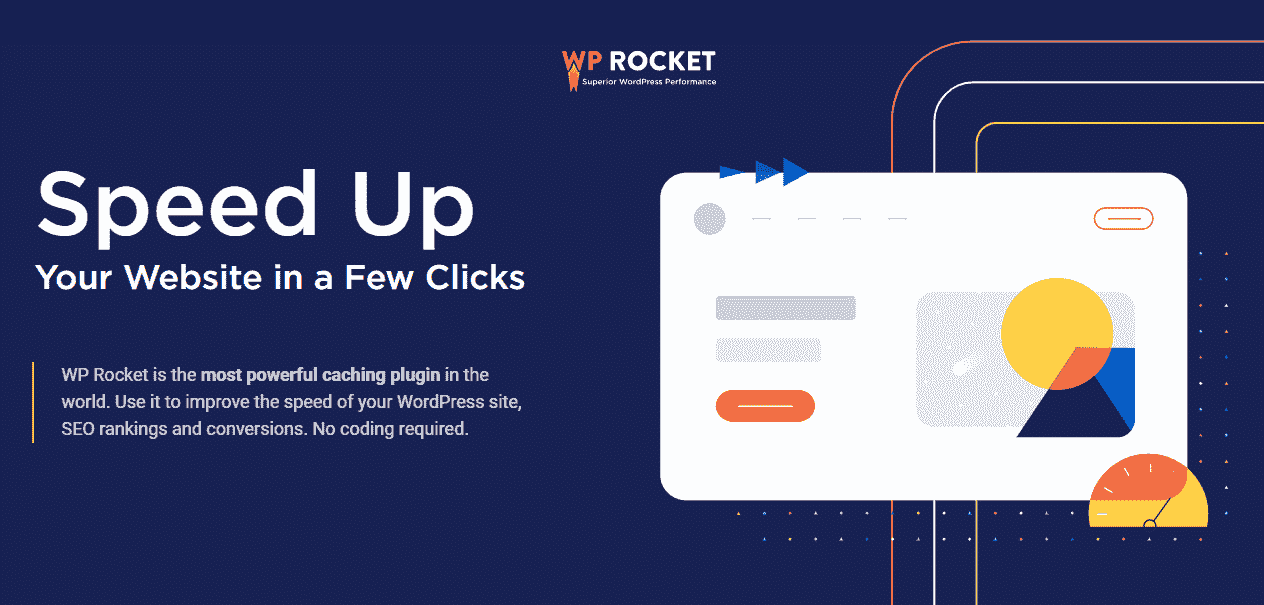 WP ROCKET
Superior WordPress Performance
Speed Up
Your Website in a Few Clicks
WP Rocket is the most powerful caching plugin in the
world. Use it to improve the speed of your WordPress site,
SEO rankings and conversions. No coding required.